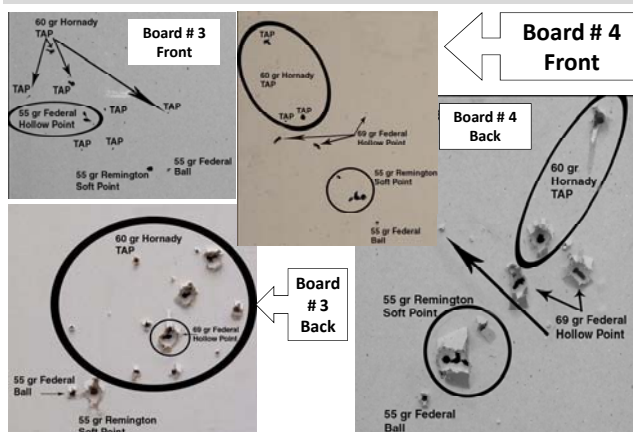 60 gr Hornady
TAP
Board # 3
Front
TAP
TAP
TAP
55 gr Federal
Hollow Point
TAP
TAP
TAP
TAP
55 gr Remington
Soft Point
55 gr Federal
Ball
TAP
60 gr Hornady
TAP
TAP
TAP
69 gr Federal
Hollow Point
55 gr Remington
Soft Point
55 gr Federal
Ball
Board # 4
Front
Board # 4
Back
60 gr
Hornady
TAP
55 gr Remington
Soft Point
69 gr Federal
Hollow Point
55 gr Federal
Ball
60 gr Hornady
TAP
Board
# 3
Back
69 gr Federal
Hollow Point
55 gr Federal
Ball
55 gr Remington
Soft Point